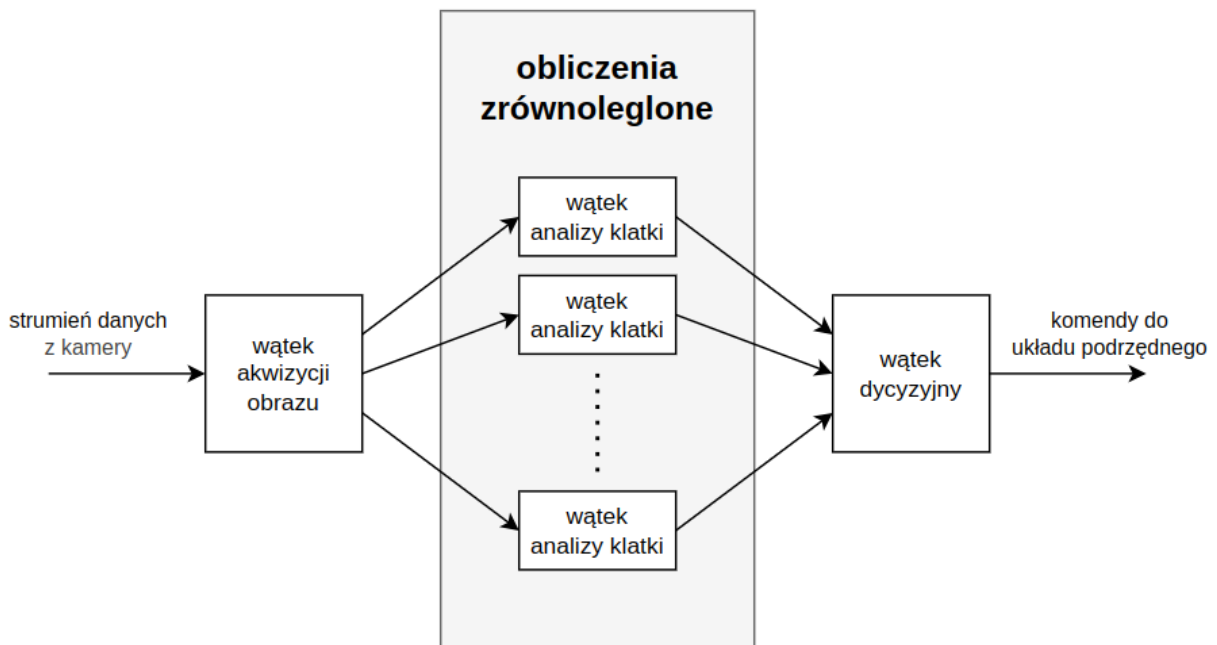 obliczenia
zrównoleglone
wątek
analizy klatki
wątek
analizy klatki
strumień danych
z kamery
wątek
akwizycji
obrazu
wątek
dycyzyjny
komendy do
układu podrzędnego
wątek
analizy klatki